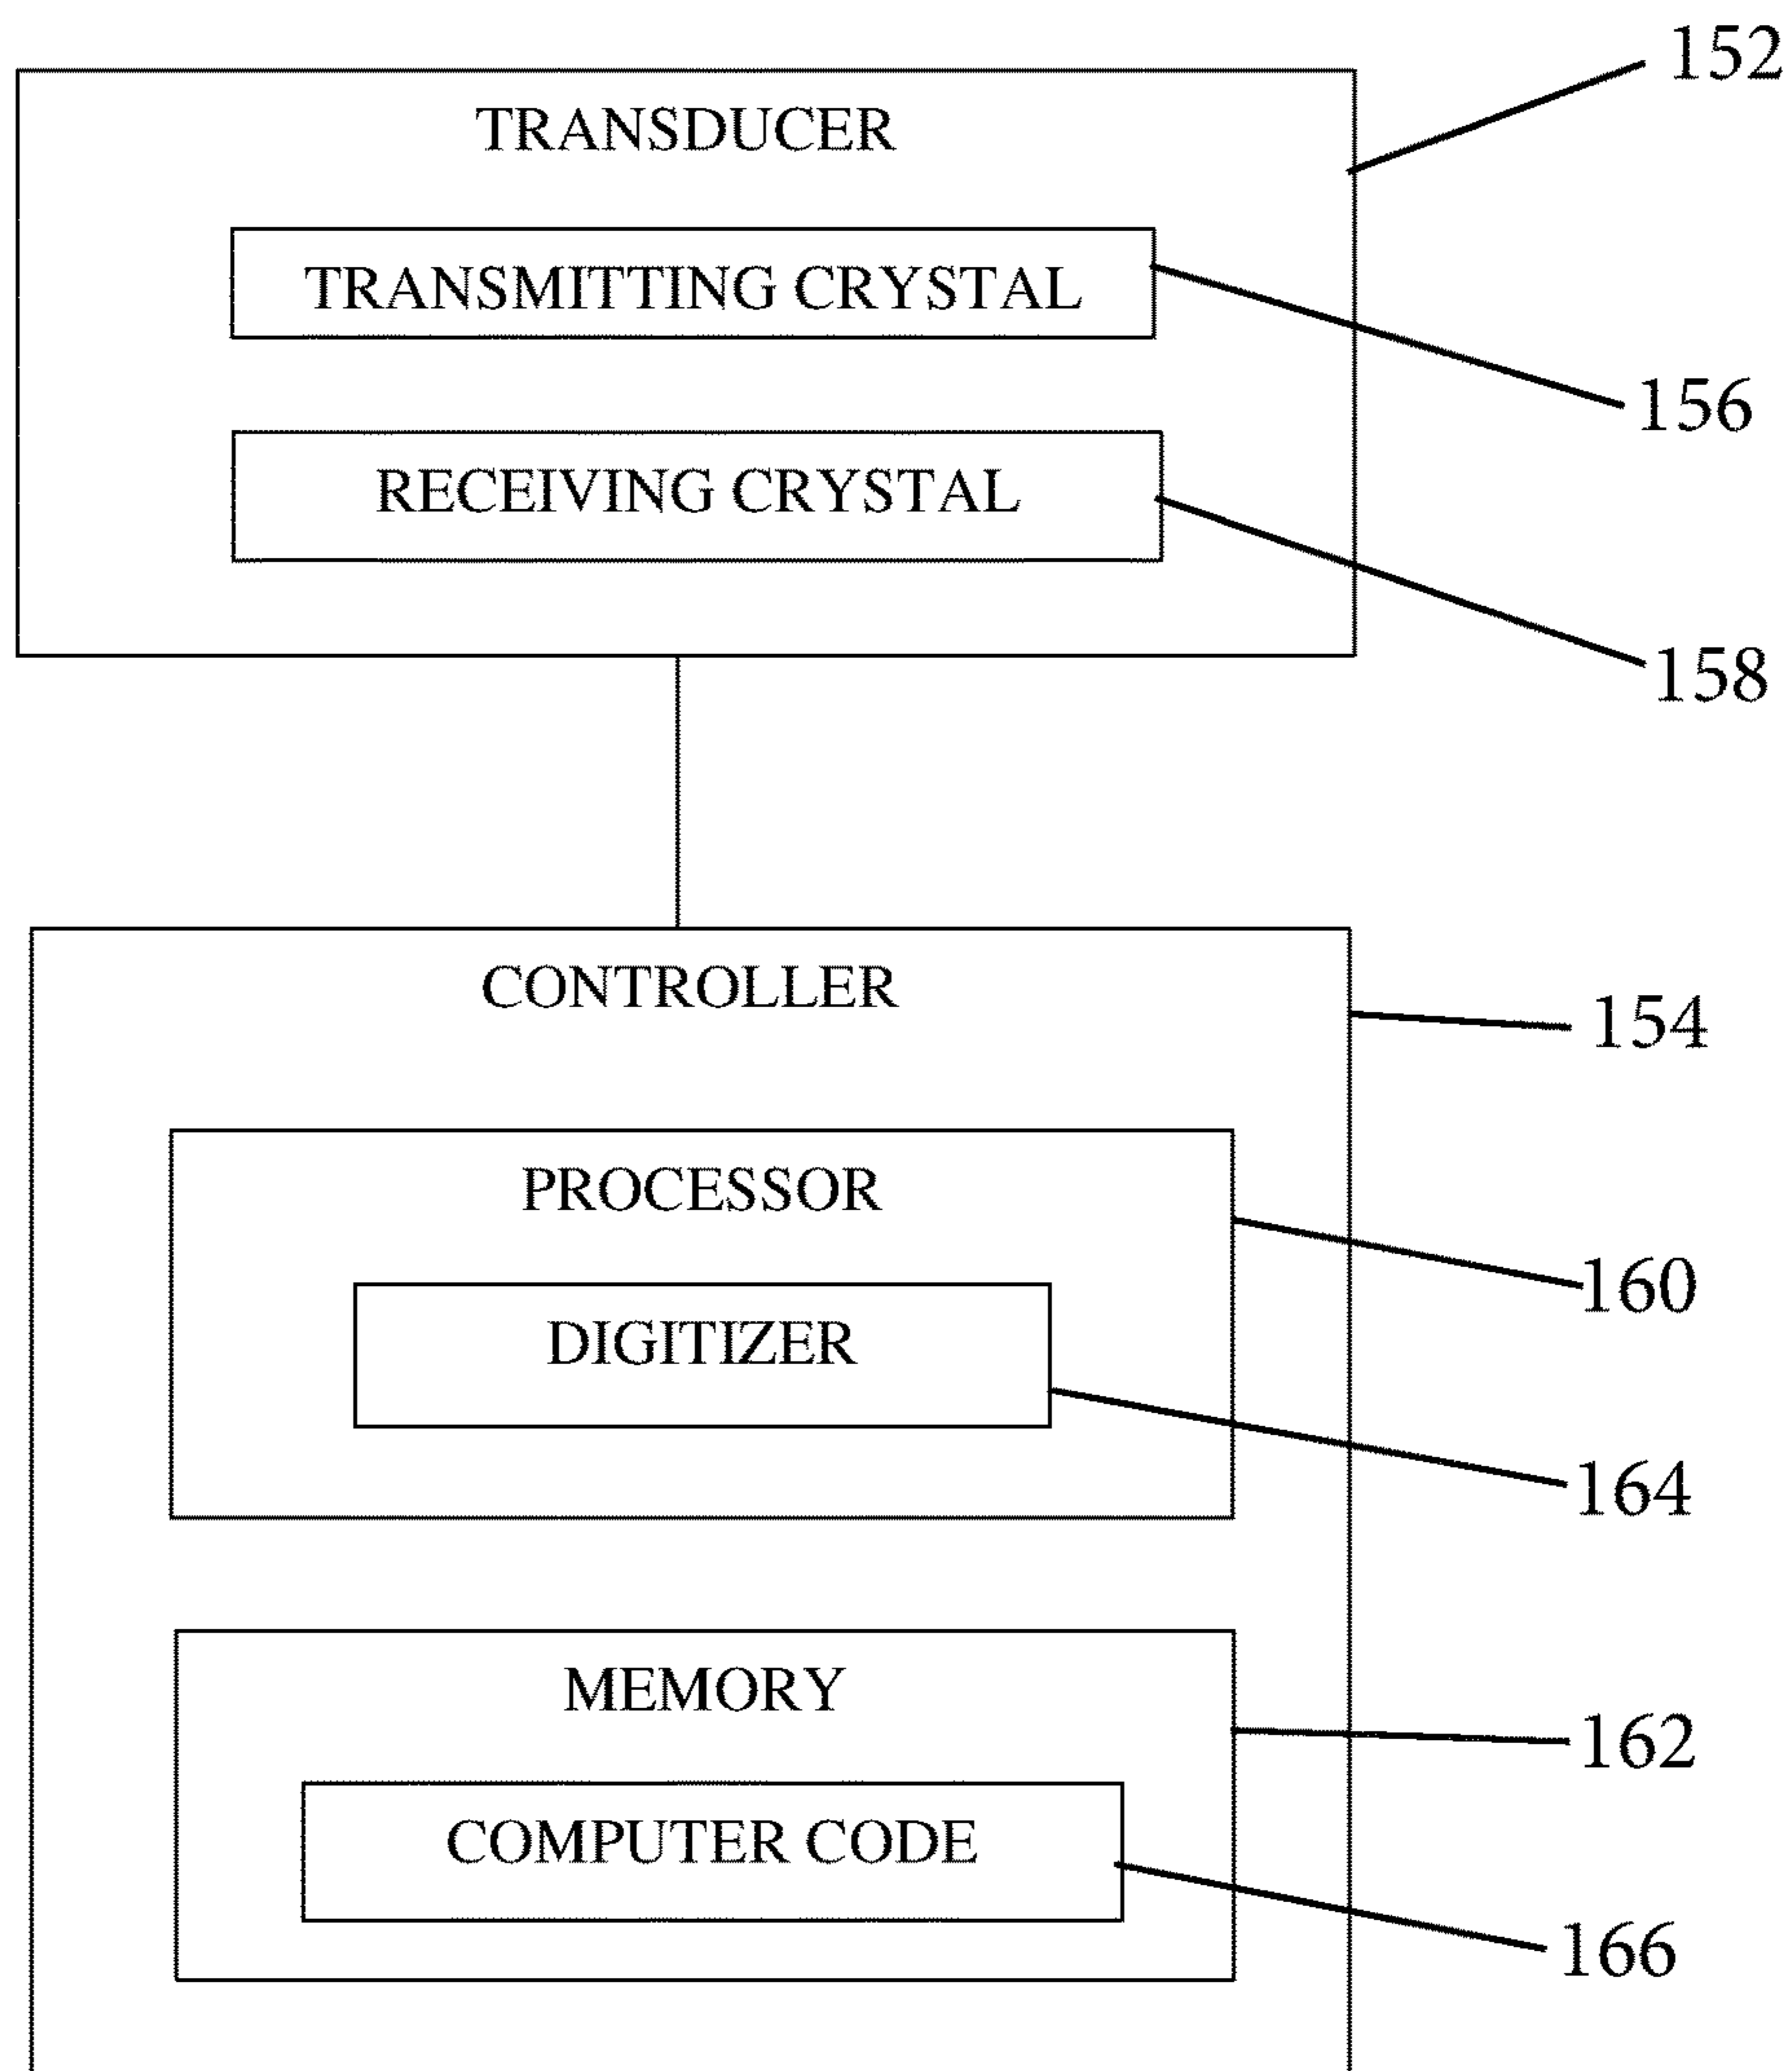 152
TRANSDUCER
TRANSMITTING CRYSTAL
156
RECEIVING CRYSTAL
158
CONTROLLER
154
PROCESSOR
160
DIGITIZER
164
MEMORY
162
COMPUTER CODE
166